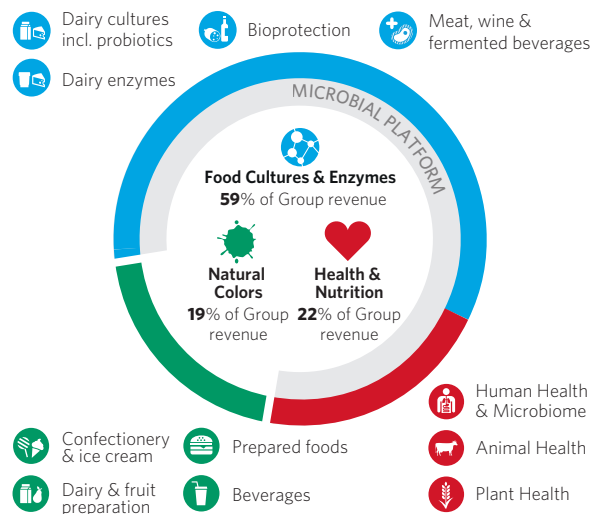 Dairy cultures
incl. probiotics
Bioprotection
Meat, wine &
fermented beverages
Dairy enzymes
MICROBIAL PLATFORM
Food Cultures & Enzymes
59% of Group revenue
Natural
Colors
19% of Group
revenue
Health &
Nutrition
22% of Group
revenue
Human Health
& Microbiome
Animal Health
Plant Health
Confectionery
& ice cream
Prepared foods
Dairy & fruit
preparation
Beverages